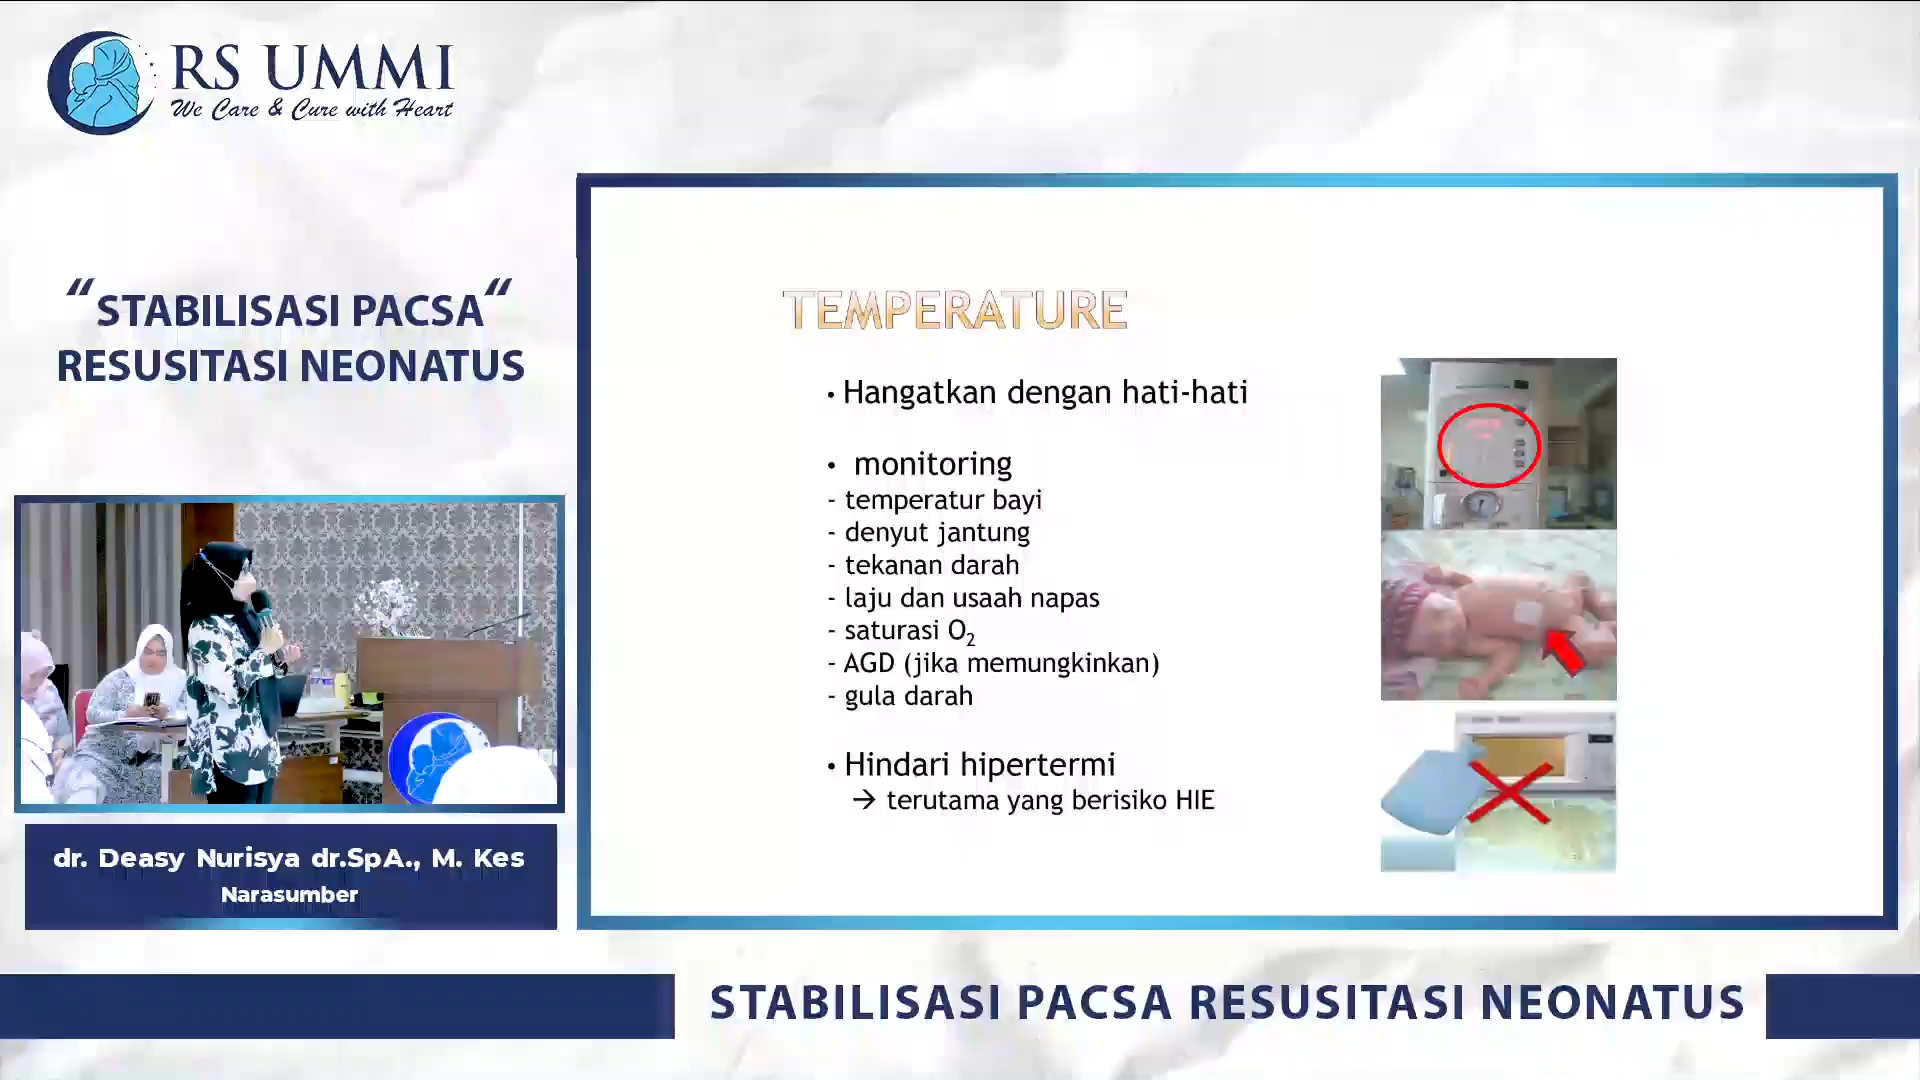 RS UMMI
We Care & Cure with Heart
“STABILISASI PACSA“
RESUSITASI NEONATUS
TEMPERATURE
• Hangatkan dengan hati-hati
• monitoring
- temperatur bayi
- denyut jantung
- tekanan darah
- laju dan usaah napas
- saturasi O₂
- AGD (jika memungkinkan)
- gula darah
• Hindari hipertermi
→ terutama yang berisiko HIE
dr. Deasy Nurisya dr.SpA., M. Kes
Narasumber
STABILISASI PACSA RESUSITASI NEONATUS